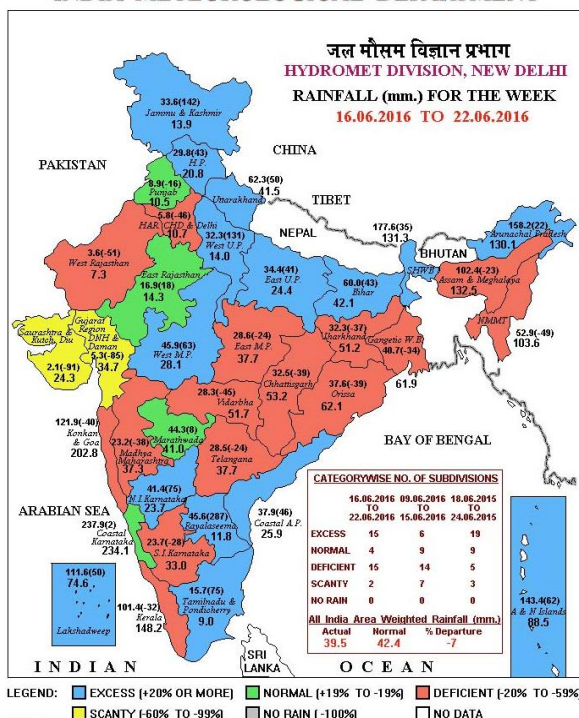 INDIA METEOROLOGICAL DEPARTMENT
जल मौसम विज्ञान प्रभाग
HYDROMET DIVISION, NEW DELHI
RAINFALL (mm.) FOR THE WEEK
16.06.2016 TO 22.06.2016
33.6(142)
Jammu & Kashmir
13.9
29.8(43)
H.P.
20.8
CHINA
PAKISTAN
8.9(-16)
Punjab
10.5
62.3(50)
41.5
Uttarakhand
TIBET
5.8(-46)
HAR. CHD & Delhi
10.7
NEPAL
177.6(35)
131.3
BHUTAN
158.2(22)
Arunachal Pradesh
130.1
3.6(-51)
West Rajasthan
7.3
32.3(131)
West U.P.
14.0
East Rajasthan
16.9(18)
14.3
34.4(41)
East U.P.
24.4
60.0(43)
Bihar
42.1
SHWB
102.4(-23)
Assam & Meghalaya
132.5
NMMT
52.9(-49)
103.6
Saurashtra &
Kutch, Diu
2.1(-91)
24.3
Gujarat
Region
DNH &
Daman
5.3(-85)
34.7
45.9(63)
West M.P.
28.1
28.6(-24)
East M.P.
37.7
32.3(-37)
Jharkhand
51.2
Gangetic W.B.
40.7(-34)
61.9
32.5(-39)
Chhattisgarh
53.2
37.6(-39)
Orissa
62.1
28.3(-45)
Vidarbha
51.7
121.9(-40)
Konkan
& Goa
202.8
23.2(-38)
Madhya
Maharashtra
37.3
44.3(8)
Marathwada
41.0
28.5(-24)
Telangana
37.7
BAY OF BENGAL
ARABIAN SEA
41.4(75)
N.I.Karnataka
23.7
45.6(287)
Rayalaseema
11.8
37.9(46)
Coastal A.P.
25.9
237.9(2)
Coastal
Karnataka
234.1
23.7(-28)
S.I.Karnataka
33.0
111.6(50)
74.6
Lakshadweep
101.4(-32)
Kerala
148.2
15.7(75)
Tamilnadu &
Pondicherry
9.0
143.4(62)
A & N Islands
88.5
SRI
LANKA
INDIAN OCEAN
CATEGORYWISE NO. OF SUBDIVISIONS
16.06.2016 09.06.2016 18.06.2015
TO TO TO
22.06.2016 15.06.2016 24.06.2015
EXCESS 15 6 19
NORMAL 4 9 9
DEFICIENT 15 14 5
SCANTY 2 7 3
NO RAIN 0 0 0
All India Area Weighted Rainfall (mm.)
Actual Normal % Departure
39.5 42.4 -7
LEGEND: EXCESS (+20% OR MORE) NORMAL (+19% TO -19%) DEFICIENT (-20% TO -59%)
SCANTY (-60% TO -99%) NO RAIN (-100%) NO DATA